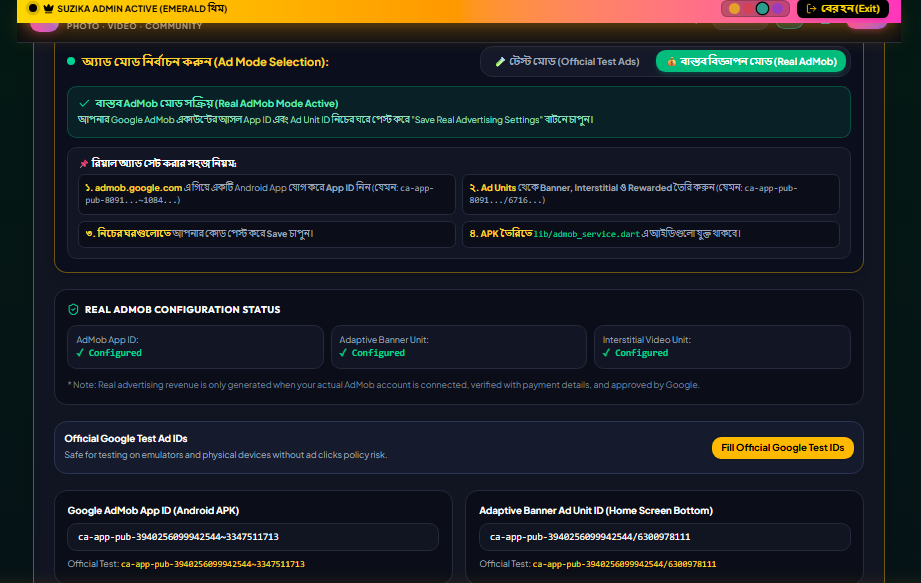 SUZIKA ADMIN ACTIVE (EMERALD থিম)
বের হন (Exit)
PHOTO · VIDEO · COMMUNITY
অ্যাড মোড নির্বাচন করুন (Ad Mode Selection):
টেস্ট মোড (Official Test Ads)
বাস্তব বিজ্ঞাপন মোড (Real AdMob)
✓ বাস্তব AdMob মোড সক্রিয় (Real AdMob Mode Active)
আপনার Google AdMob একাউন্টের আসল App ID এবং Ad Unit ID নিচের ঘরে পেস্ট করে "Save Real Advertising Settings" বাটনে চাপুন।
রিয়াল অ্যাড সেট করার সহজ নিয়ম:
১. admob.google.com এ গিয়ে একটি Android App যোগ করে App ID নিন (যেমন: ca-app-
pub-8091...~1084...)
২. Ad Units থেকে Banner, Interstitial ও Rewarded তৈরি করুন (যেমন: ca-app-pub-
8091.../6716...)
৩. নিচের ঘরগুলোতে আপনার কোড পেস্ট করে Save চাপুন।
৪. APK তৈরিতে lib/admob_service.dart এ আইডিগুলো যুক্ত থাকবে।
REAL ADMOB CONFIGURATION STATUS
AdMob App ID:
✓ Configured
Adaptive Banner Unit:
✓ Configured
Interstitial Video Unit:
✓ Configured
* Note: Real advertising revenue is only generated when your actual AdMob account is connected, verified with payment details, and approved by Google.
Official Google Test Ad IDs
Safe for testing on emulators and physical devices without ad clicks policy risk.
Fill Official Google Test IDs
Google AdMob App ID (Android APK)
ca-app-pub-3940256099942544~3347511713
Official Test: ca-app-pub-3940256099942544~3347511713
Adaptive Banner Ad Unit ID (Home Screen Bottom)
ca-app-pub-3940256099942544/6300978111
Official Test: ca-app-pub-3940256099942544/6300978111